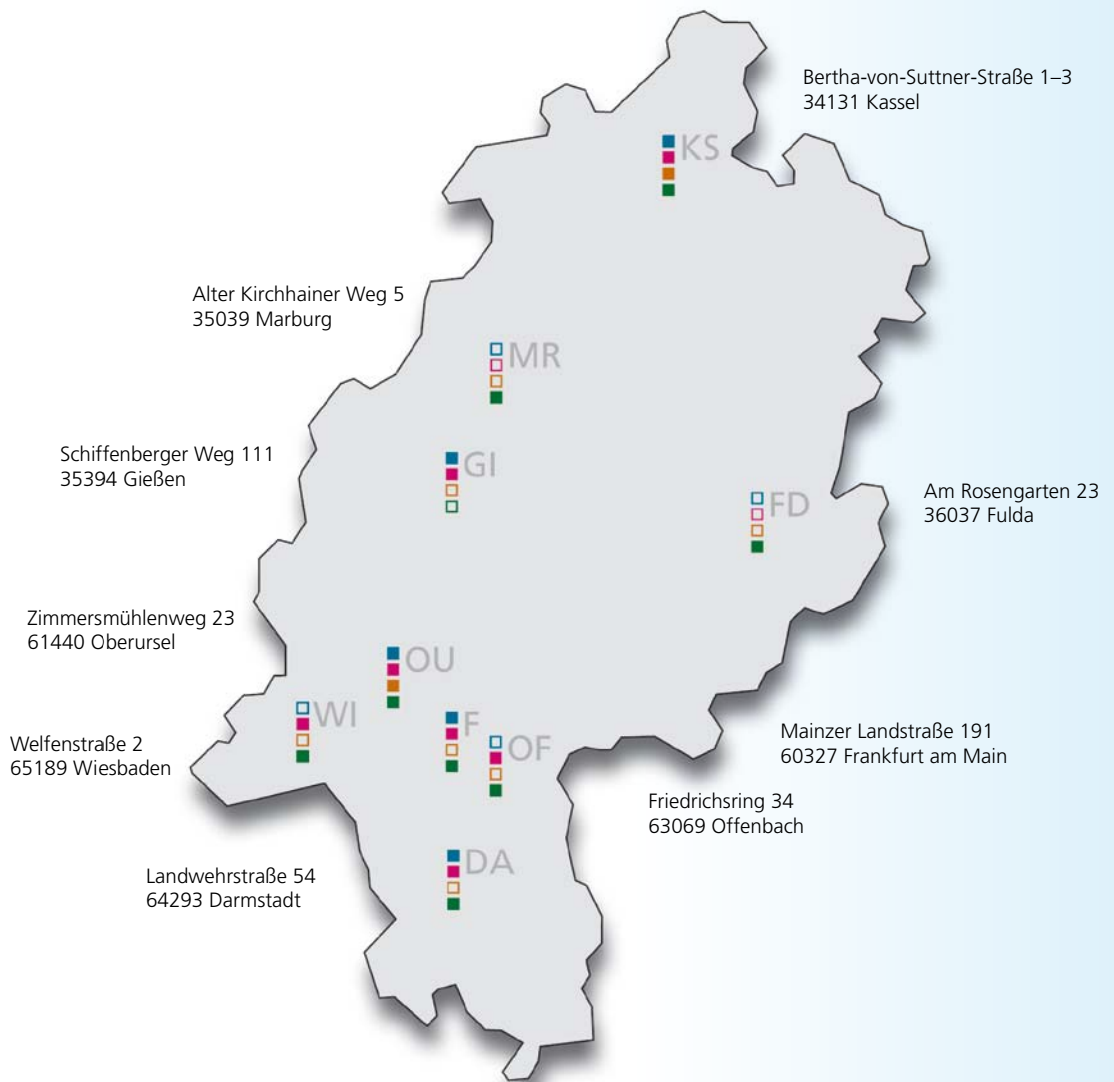 Bertha-von-Suttner-Straße 1–3
34131 Kassel
KS
Alter Kirchhainer Weg 5
35039 Marburg
MR
Schiffenberger Weg 111
35394 Gießen
GI
FD
Am Rosengarten 23
36037 Fulda
Zimmersmühlenweg 23
61440 Oberursel
OU
WI
F
OF
Welfenstraße 2
65189 Wiesbaden
Mainzer Landstraße 191
60327 Frankfurt am Main
Friedrichsring 34
63069 Offenbach
DA
Landwehrstraße 54
64293 Darmstadt